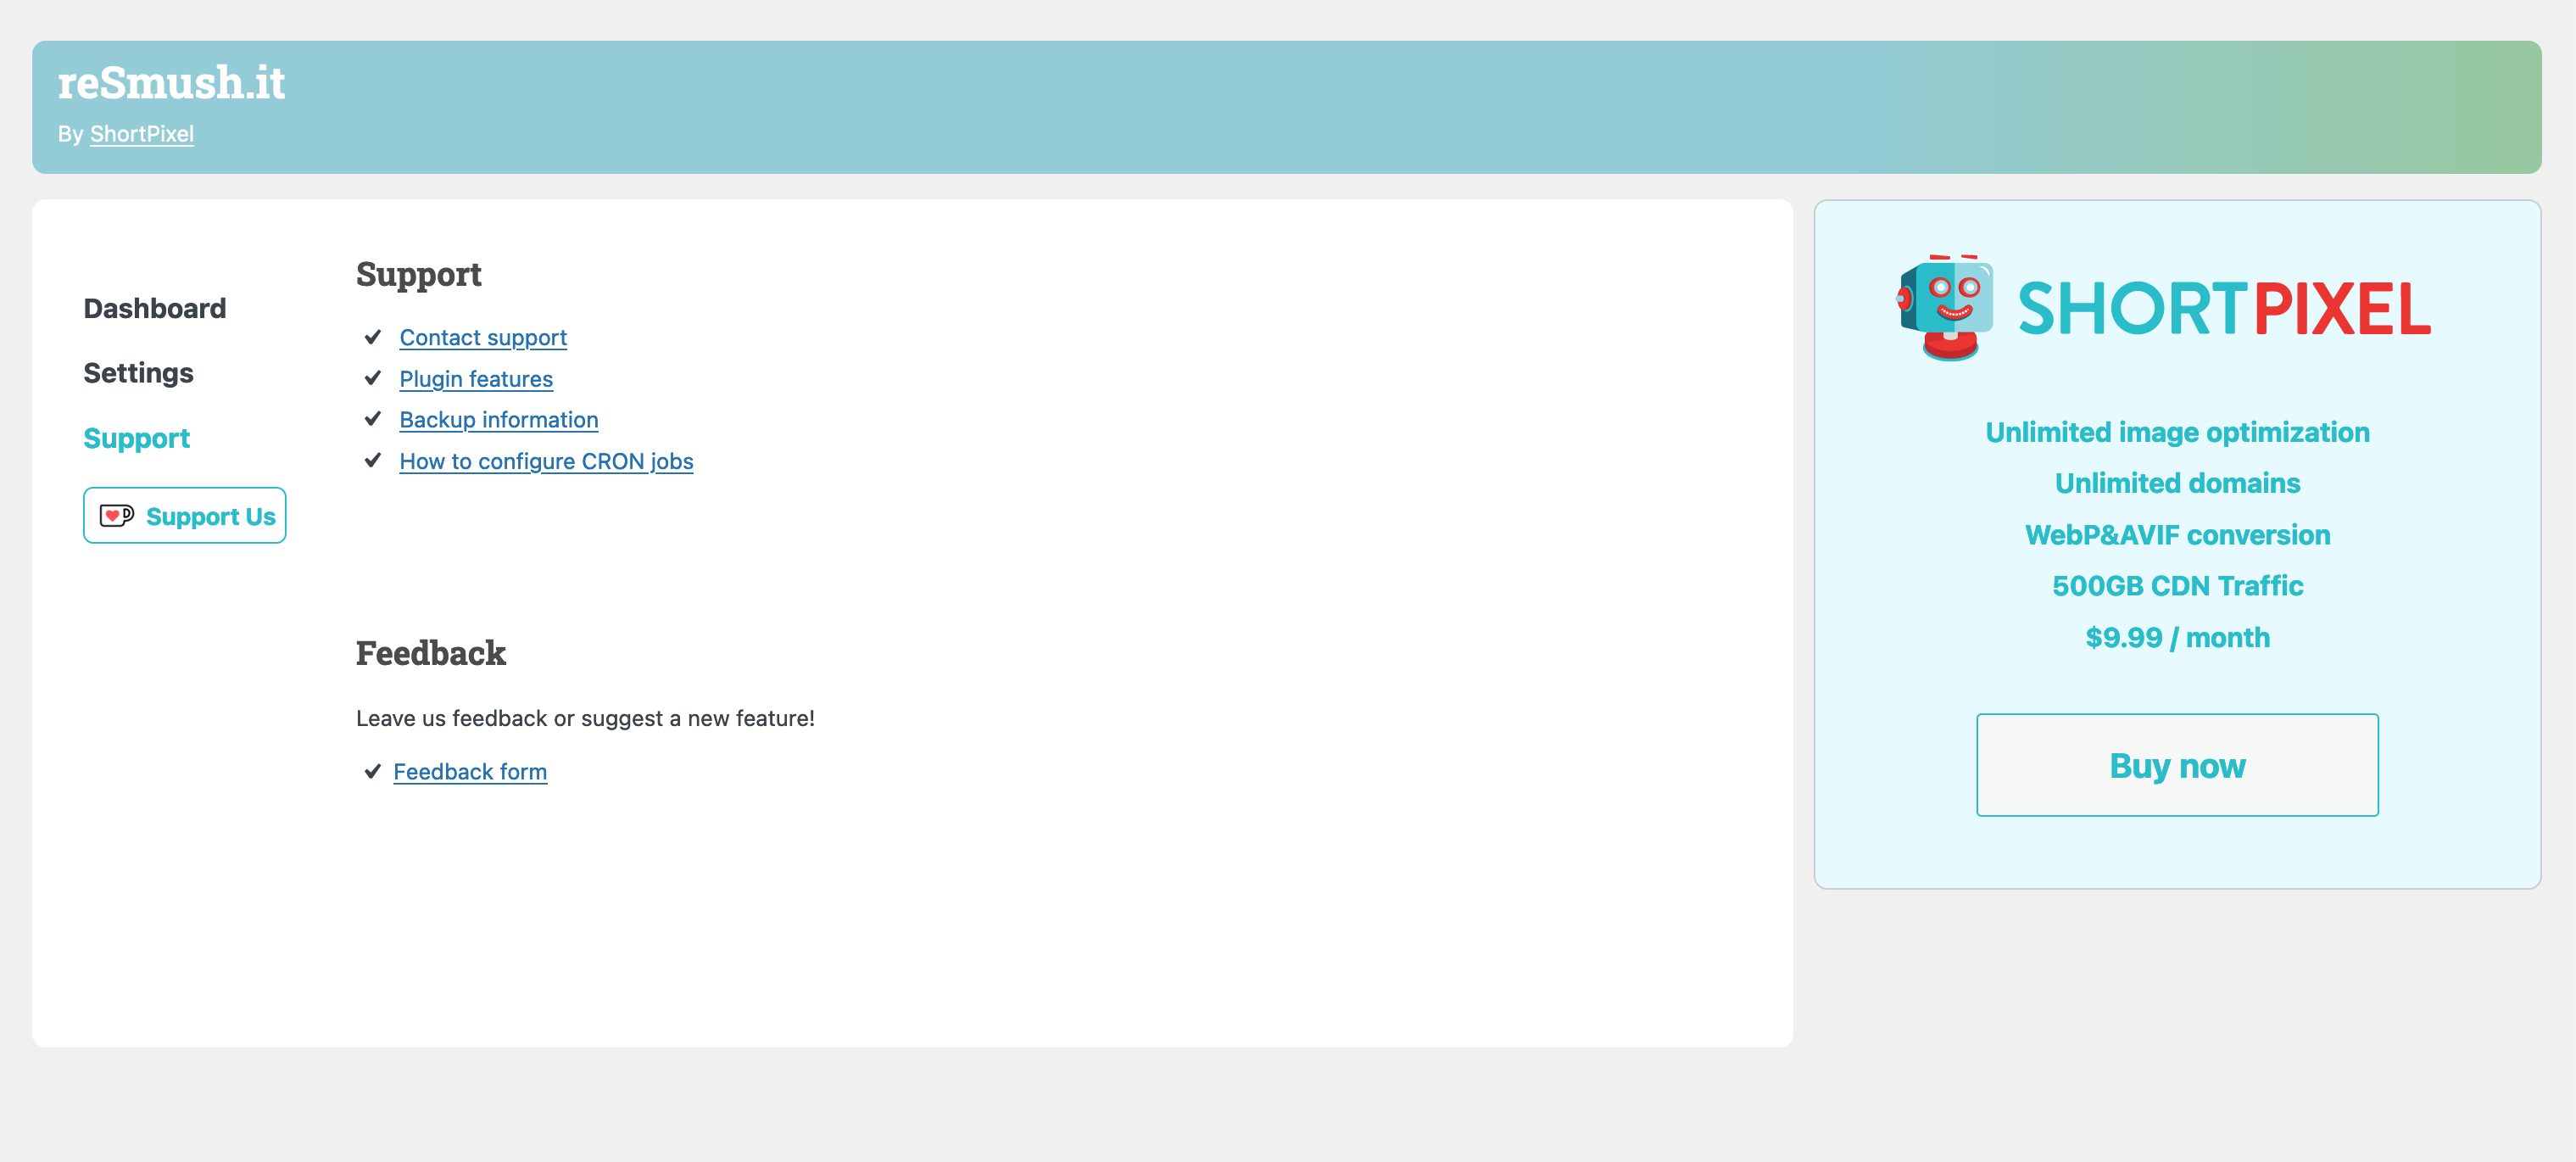 reSmush.it
By ShortPixel
Dashboard
Settings
Support
Support Us
Support
Contact support
Plugin features
Backup information
How to configure CRON jobs
Feedback
Leave us feedback or suggest a new feature!
Feedback form
SHORTPIXEL
Unlimited image optimization
Unlimited domains
WebP&AVIF conversion
500GB CDN Traffic
$9.99 / month
Buy now